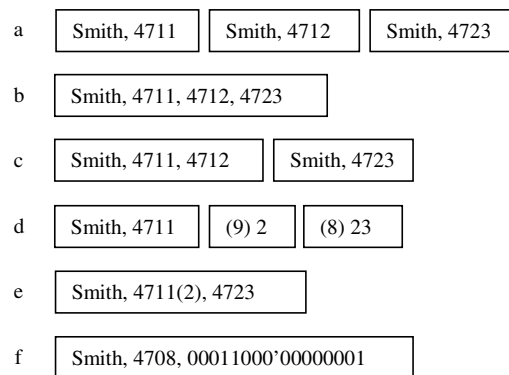 a Smith, 4711 Smith, 4712 Smith, 4723
b Smith, 4711, 4712, 4723
c Smith, 4711, 4712 Smith, 4723
d Smith, 4711 (9) 2 (8) 23
e Smith, 4711(2), 4723
f Smith, 4708, 00011000’00000001